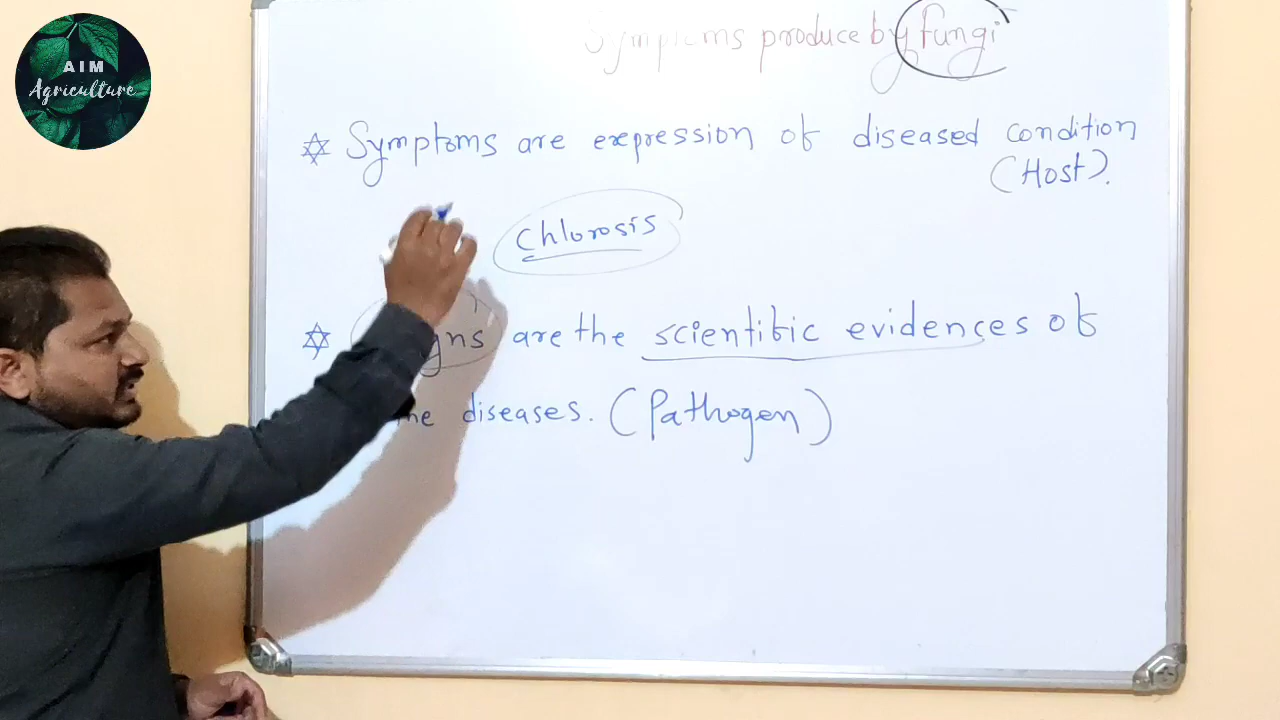 AIM
Agriculture
Symptoms produce by fungi
Symptoms are expression of diseased condition
(Host).
chlorosis
are the scientific evidences of
diseases. (Pathogen)